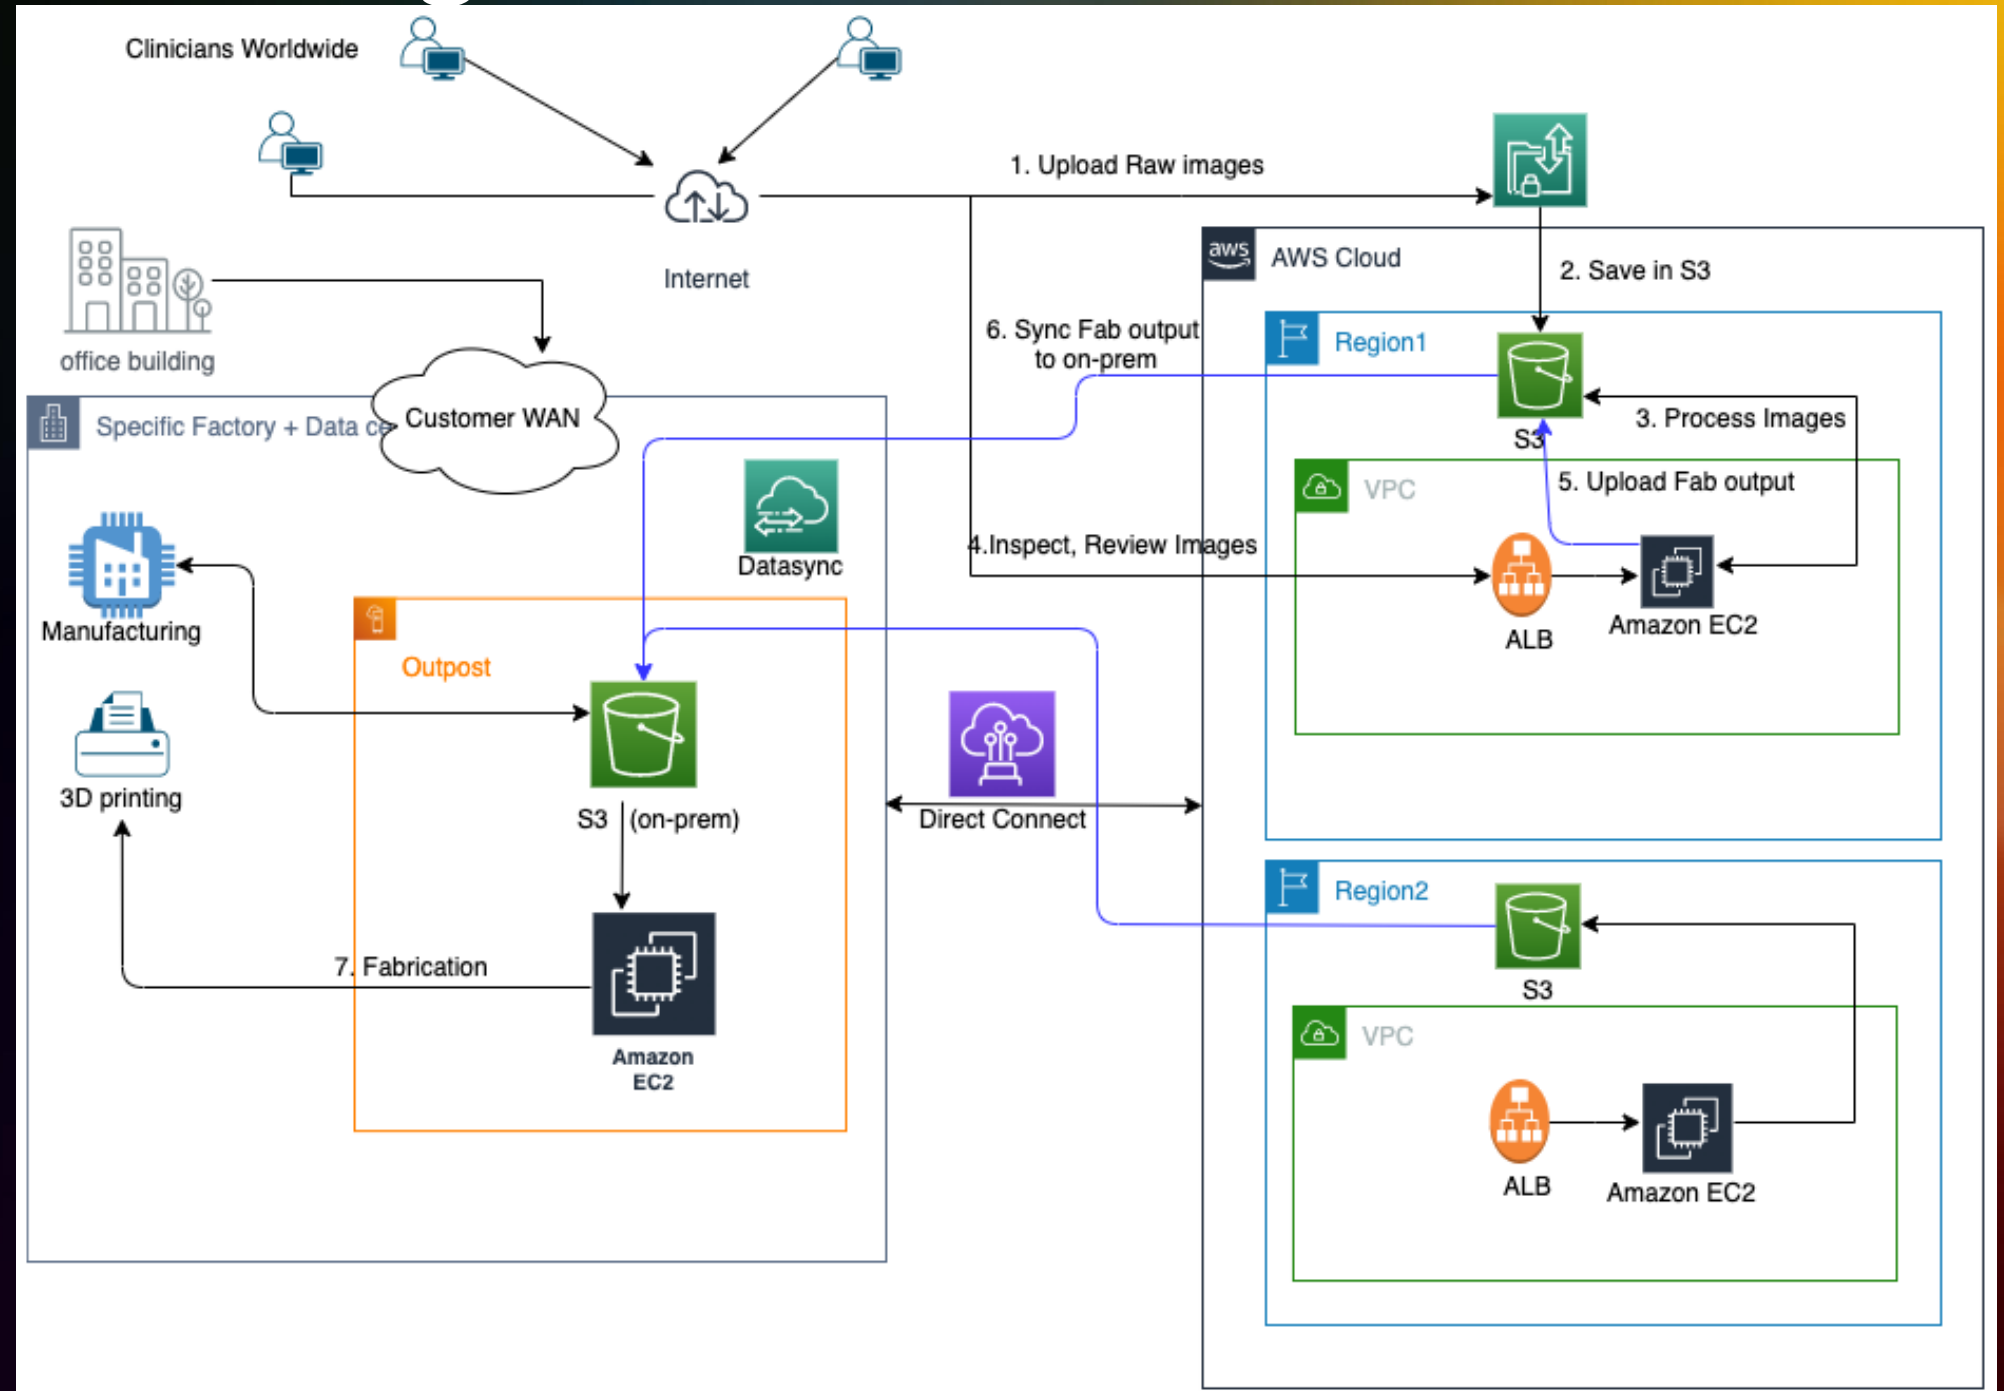 Clinicians Worldwide
1. Upload Raw images
Internet
aws
AWS Cloud
2. Save in S3
office building
6. Sync Fab output
to on-prem
Region1
Customer WAN
Specific Factory + Data ce
S3
3. Process Images
VPC
5. Upload Fab output
Datasync
4.Inspect, Review Images
Manufacturing
ALB
Amazon EC2
Outpost
3D printing
S3 (on-prem)
Direct Connect
Region2
7. Fabrication
S3
VPC
Amazon
EC2
ALB
Amazon EC2